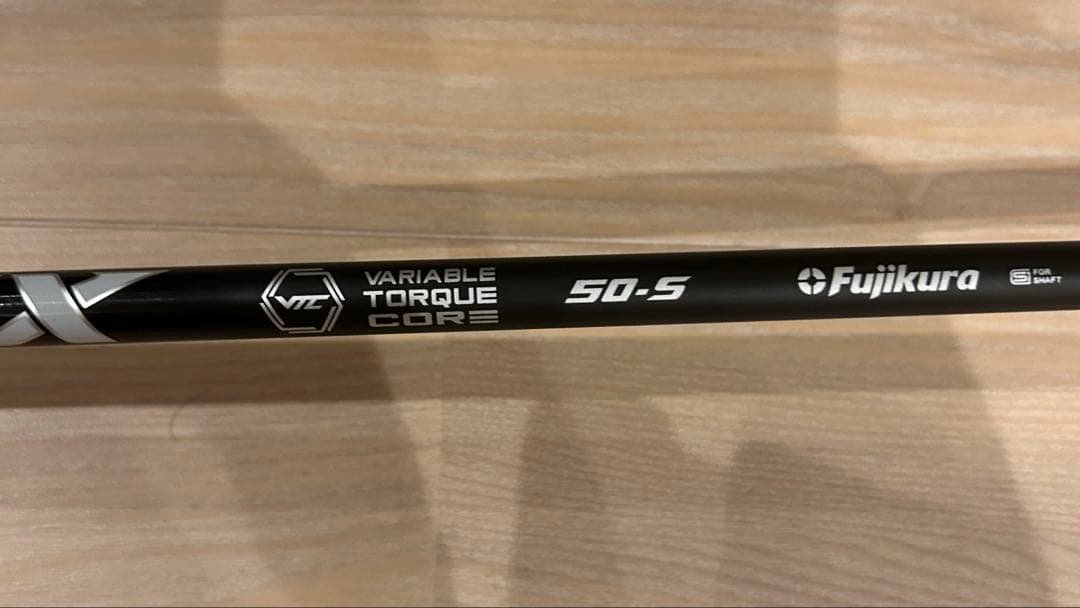 X
VTC
VARIABLE
TORQUE
CORE
50-S
Fujikura
S FOR
SHAFT